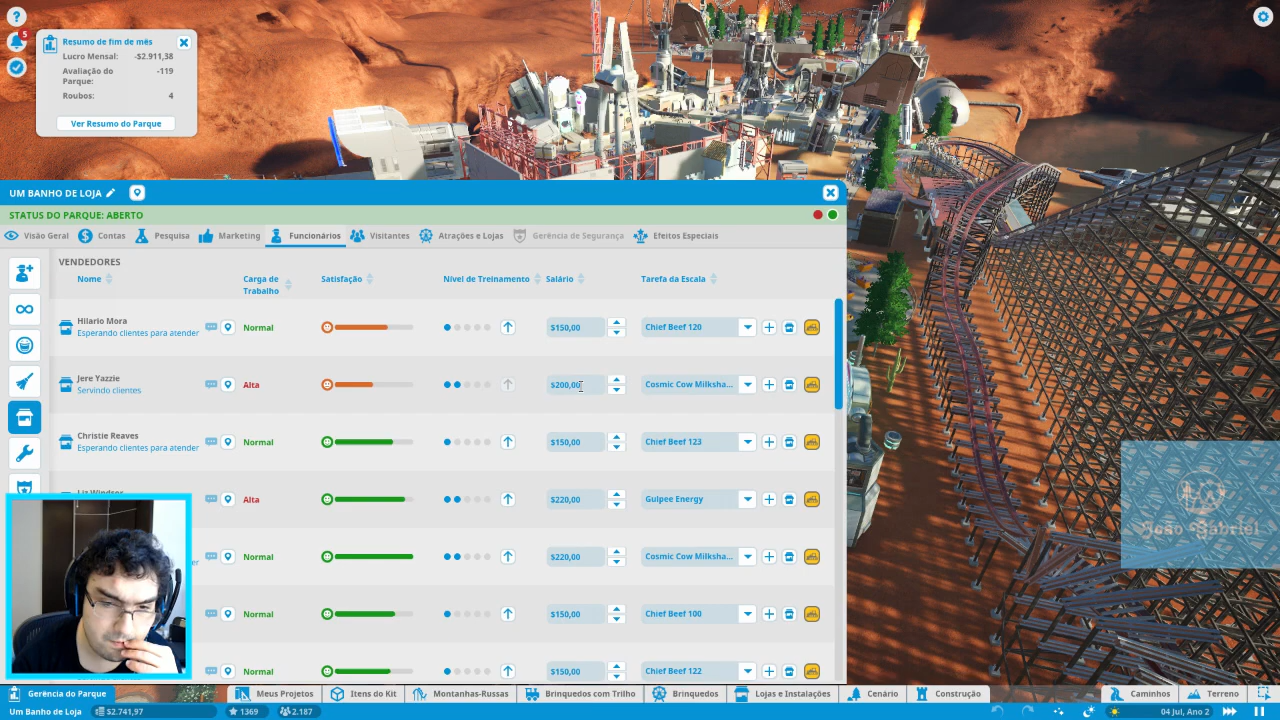 5
Resumo de fim de mês
Lucro Mensal: -$2.911,38
Avaliação do Parque: -119
Roubos: 4
Ver Resumo do Parque
UM BANHO DE LOJA
STATUS DO PARQUE: ABERTO
Visão Geral Contas Pesquisa Marketing Funcionários Visitantes Atrações e Lojas Gerência de Segurança Efeitos Especiais
VENDEDORES
Nome Carga de Trabalho Satisfação Nível de Treinamento Salário Tarefa da Escala
Hilario Mora
Esperando clientes para atender Normal $150,00 Chief Beef 120
Jere Yazzie
Servindo clientes Alta $200,00 Cosmic Cow Milksha...
Christie Reaves
Esperando clientes para atender Normal $150,00 Chief Beef 123
Alta $220,00 Gulpee Energy
Normal $220,00 Cosmic Cow Milksha...
Normal $150,00 Chief Beef 100
Normal $150,00 Chief Beef 122
João Gabriel
Gerência do Parque Meus Projetos Itens do Kit Montanhas-Russas Brinquedos com Trilho Brinquedos Lojas e Instalações Cenário Construção Caminhos Terreno
Um Banho de Loja $2.741,97 1369 2.187 04 Jul, Ano 2